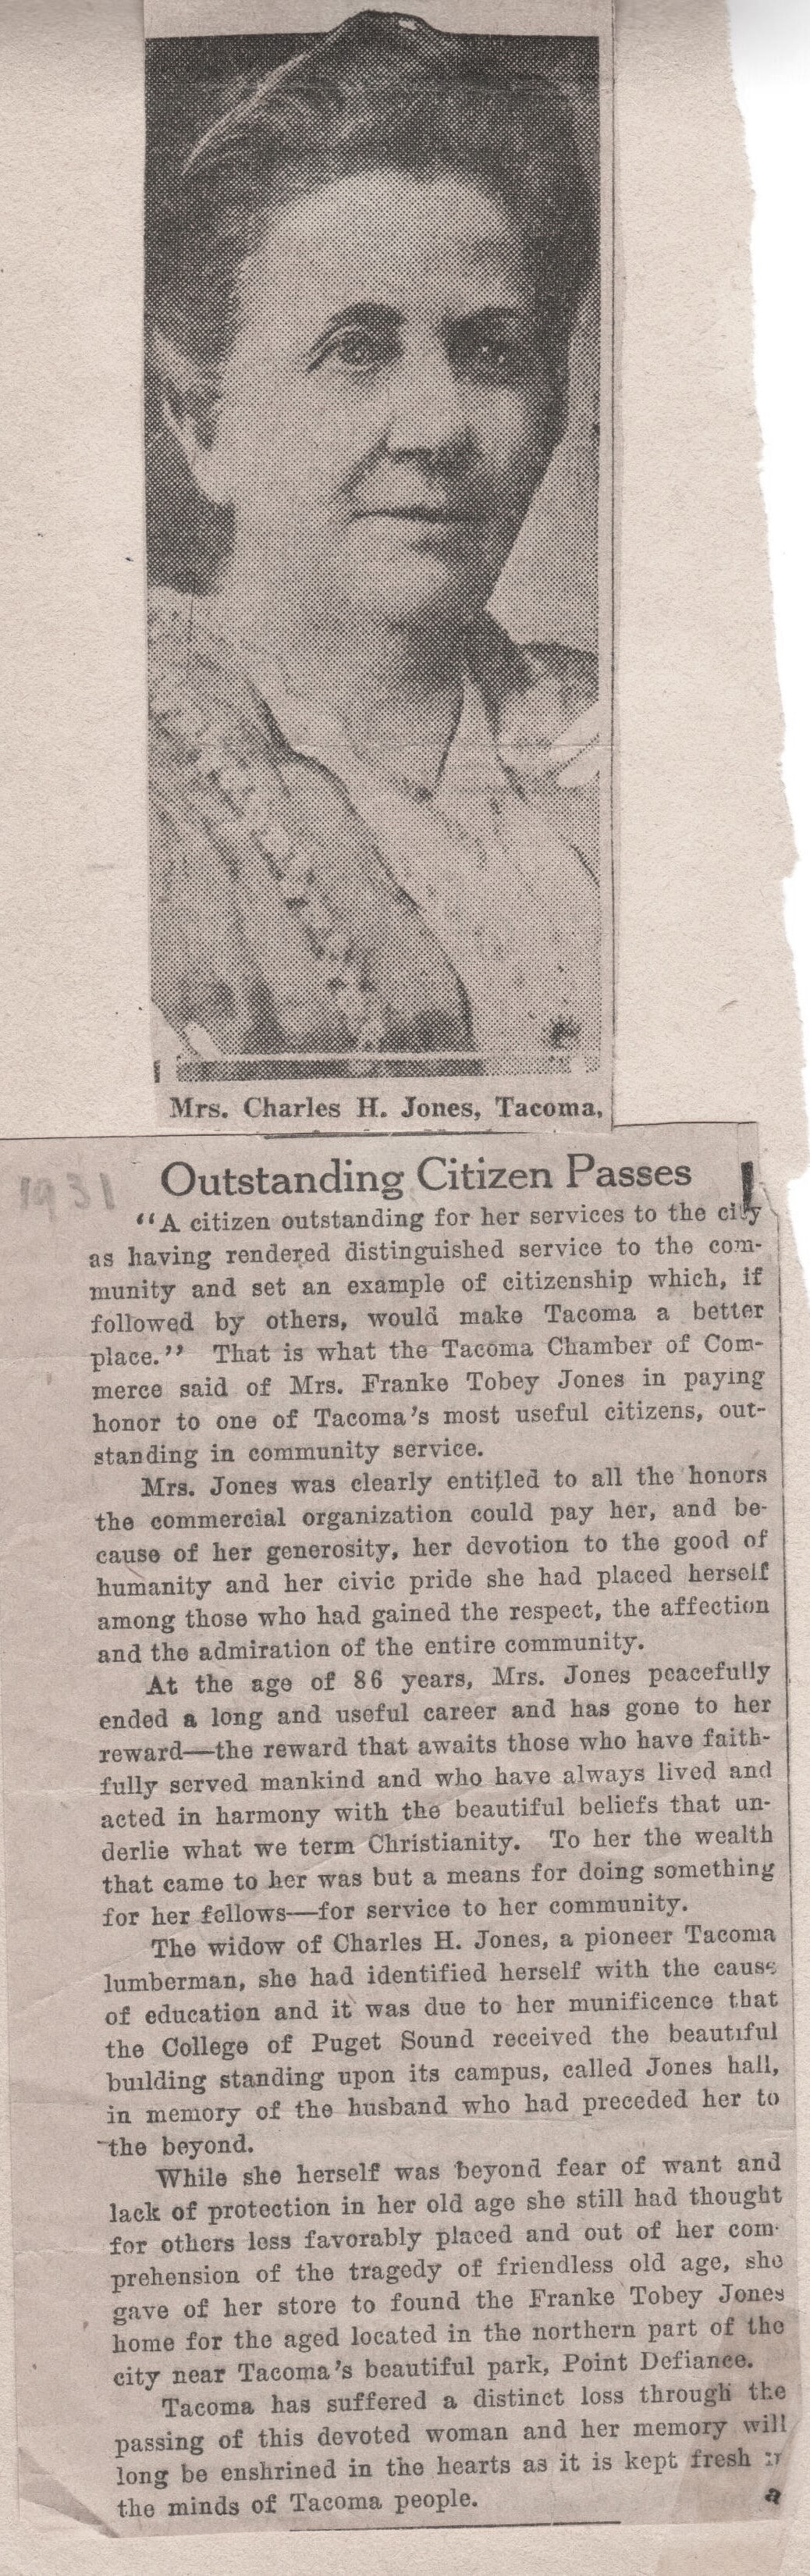 Mrs. Charles H. Jones, Tacoma,
1931
Outstanding Citizen Passes
"A citizen outstanding for her services to the city
as having rendered distinguished service to the com-
munity and set an example of citizenship which, if
followed by others, would make Tacoma a better
place." That is what the Tacoma Chamber of Com-
merce said of Mrs. Franke Tobey Jones in paying
honor to one of Tacoma's most useful citizens, out-
standing in community service.
Mrs. Jones was clearly entitled to all the honors
the commercial organization could pay her, and be-
cause of her generosity, her devotion to the good of
humanity and her civic pride she had placed herself
among those who had gained the respect, the affection
and the admiration of the entire community.
At the age of 86 years, Mrs. Jones peacefully
ended a long and useful career and has gone to her
reward—the reward that awaits those who have faith-
fully served mankind and who have always lived and
acted in harmony with the beautiful beliefs that un-
derlie what we term Christianity. To her the wealth
that came to her was but a means for doing something
for her fellows—for service to her community.
The widow of Charles H. Jones, a pioneer Tacoma
lumberman, she had identified herself with the cause
of education and it was due to her munificence that
the College of Puget Sound received the beautiful
building standing upon its campus, called Jones hall,
in memory of the husband who had preceded her to
the beyond.
While she herself was beyond fear of want and
lack of protection in her old age she still had thought
for others less favorably placed and out of her com-
prehension of the tragedy of friendless old age, she
gave of her store to found the Franke Tobey Jones
home for the aged located in the northern part of the
city near Tacoma's beautiful park, Point Defiance.
Tacoma has suffered a distinct loss through the
passing of this devoted woman and her memory will
long be enshrined in the hearts as it is kept fresh
the minds of Tacoma people.
a